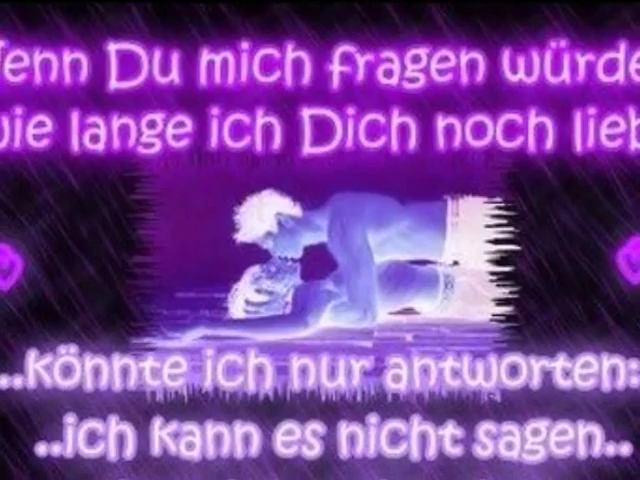 enn Du mich fragen würde
wie lange ich Dich noch lieb
..könnte ich nur antworten:
..ich kann es nicht sagen..